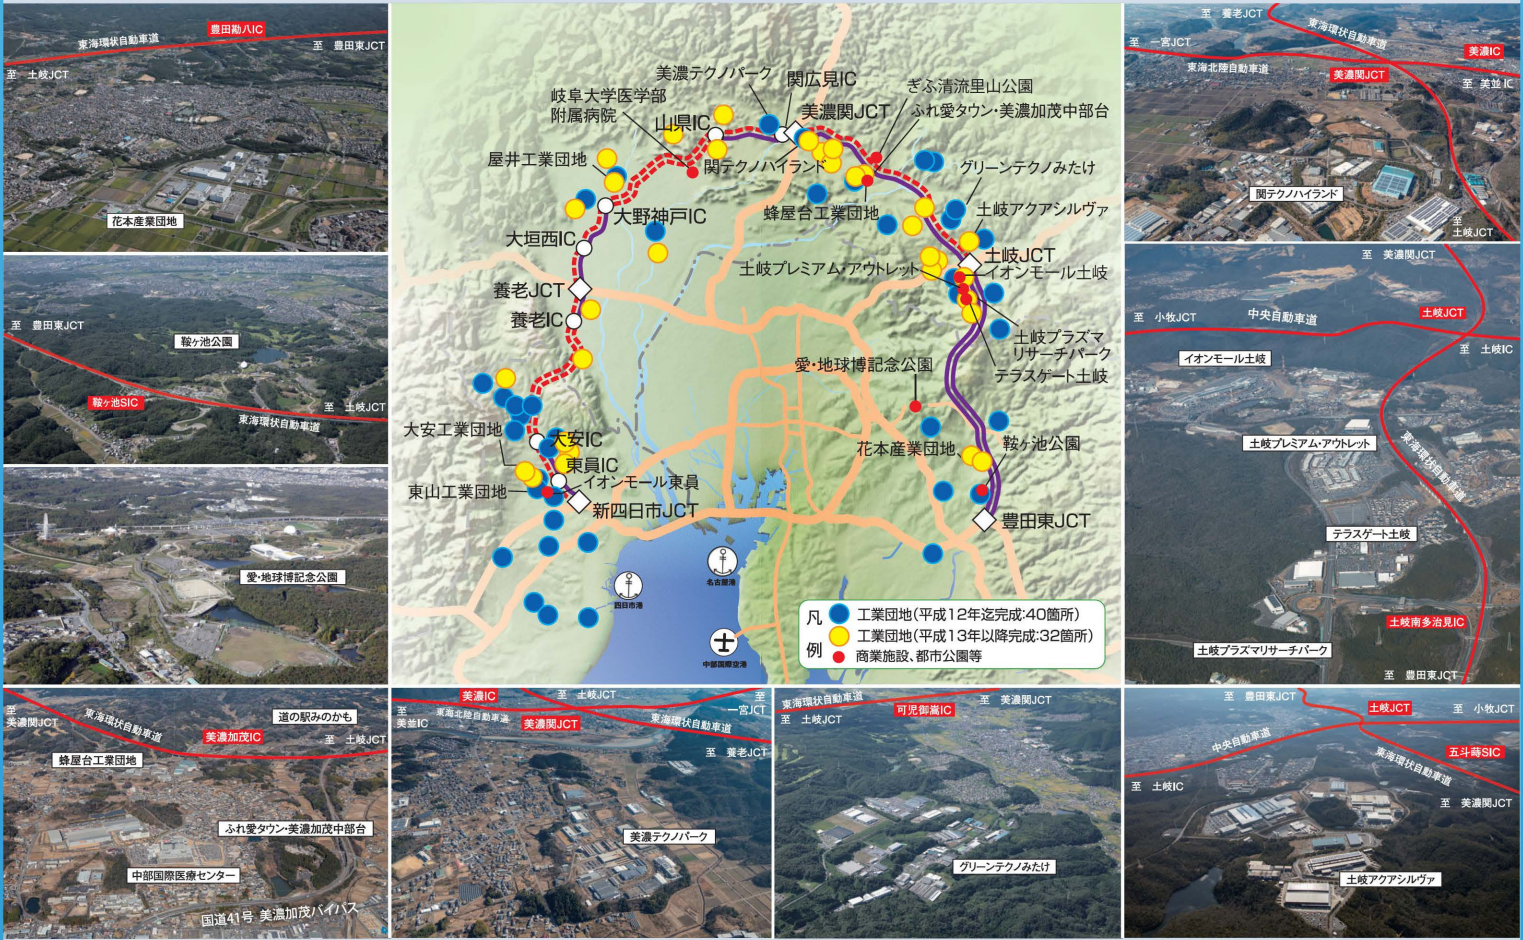 豊田勘八IC
東海環状自動車道
至 豊田東JCT
至 土岐JCT
花本産業団地
至 豊田東JCT
鞍ヶ池公園
鞍ヶ池SIC
至 土岐JCT
東海環状自動車道
愛・地球博記念公園
美濃テクノパーク
関広見IC
岐阜大学医学部
附属病院
山県IC
美濃関JCT
ぎふ清流里山公園
ふれ愛タウン・美濃加茂中部台
屋井工業団地
関テクノハイランド
グリーンテクノみたけ
大野神戸IC
蜂屋台工業団地
土岐アクアシルヴァ
大垣西IC
土岐JCT
土岐プレミアム・アウトレット
イオンモール土岐
養老JCT
養老IC
土岐プラズマ
リサーチパーク
愛・地球博記念公園
テラスゲート土岐
大安工業団地
大安IC
花本産業団地
鞍ヶ池公園
東員IC
イオンモール東員
東山工業団地
新四日市JCT
豊田東JCT
名古屋港
四日市港
中部国際空港
凡
例
工業団地(平成12年迄完成:40箇所)
工業団地(平成13年以降完成:32箇所)
商業施設、都市公園等
至 養老JCT
東海環状自動車道
至 一宮JCT
美濃IC
東海北陸自動車道
美濃関JCT
至 美並IC
関テクノハイランド
至
土岐JCT
至 美濃関JCT
至 小牧JCT
中央自動車道
土岐JCT
至 土岐IC
イオンモール土岐
土岐プレミアム・アウトレット
東海環状自動車道
テラスゲート土岐
土岐南多治見IC
土岐プラズマリサーチパーク
至 豊田東JCT
至
美濃関JCT
東海環状自動車道
道の駅みのかも
美濃加茂IC
至 土岐JCT
蜂屋台工業団地
ふれ愛タウン・美濃加茂中部台
中部国際医療センター
国道41号 美濃加茂バイパス
美濃IC
至 土岐JCT
至
一宮JCT
至
美並IC
東海北陸自動車道
美濃関JCT
東海環状自動車道
至 養老JCT
美濃テクノパーク
東海環状自動車道
至 土岐JCT
可児御嵩IC
至 美濃関JCT
グリーンテクノみたけ
至 豊田東JCT
土岐JCT
至 小牧JCT
中央自動車道
五斗蒔SIC
東海環状自動車道
至 土岐IC
至 美濃関JCT
土岐アクアシルヴァ